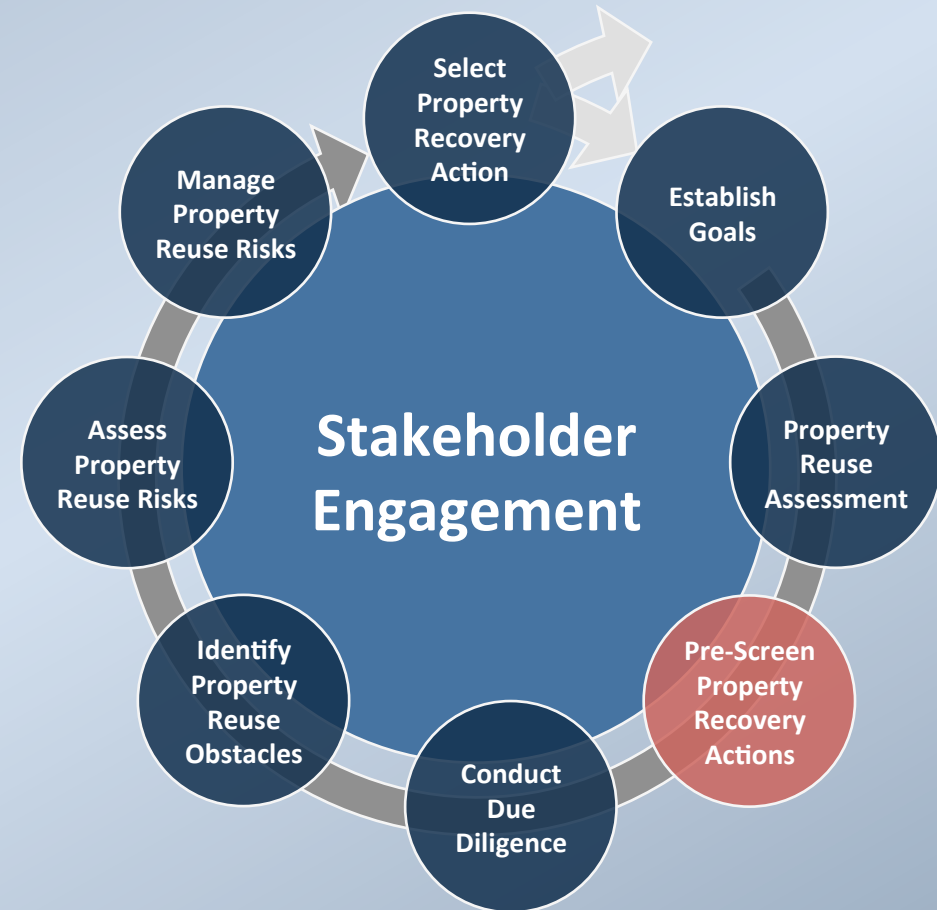 Select
Property
Recovery
Action
Establish
Goals
Property
Reuse
Assessment
Pre-Screen
Property
Recovery
Actions
Conduct
Due
Diligence
Identify
Property
Reuse
Obstacles
Assess
Property
Reuse Risks
Manage
Property
Reuse Risks
Stakeholder
Engagement